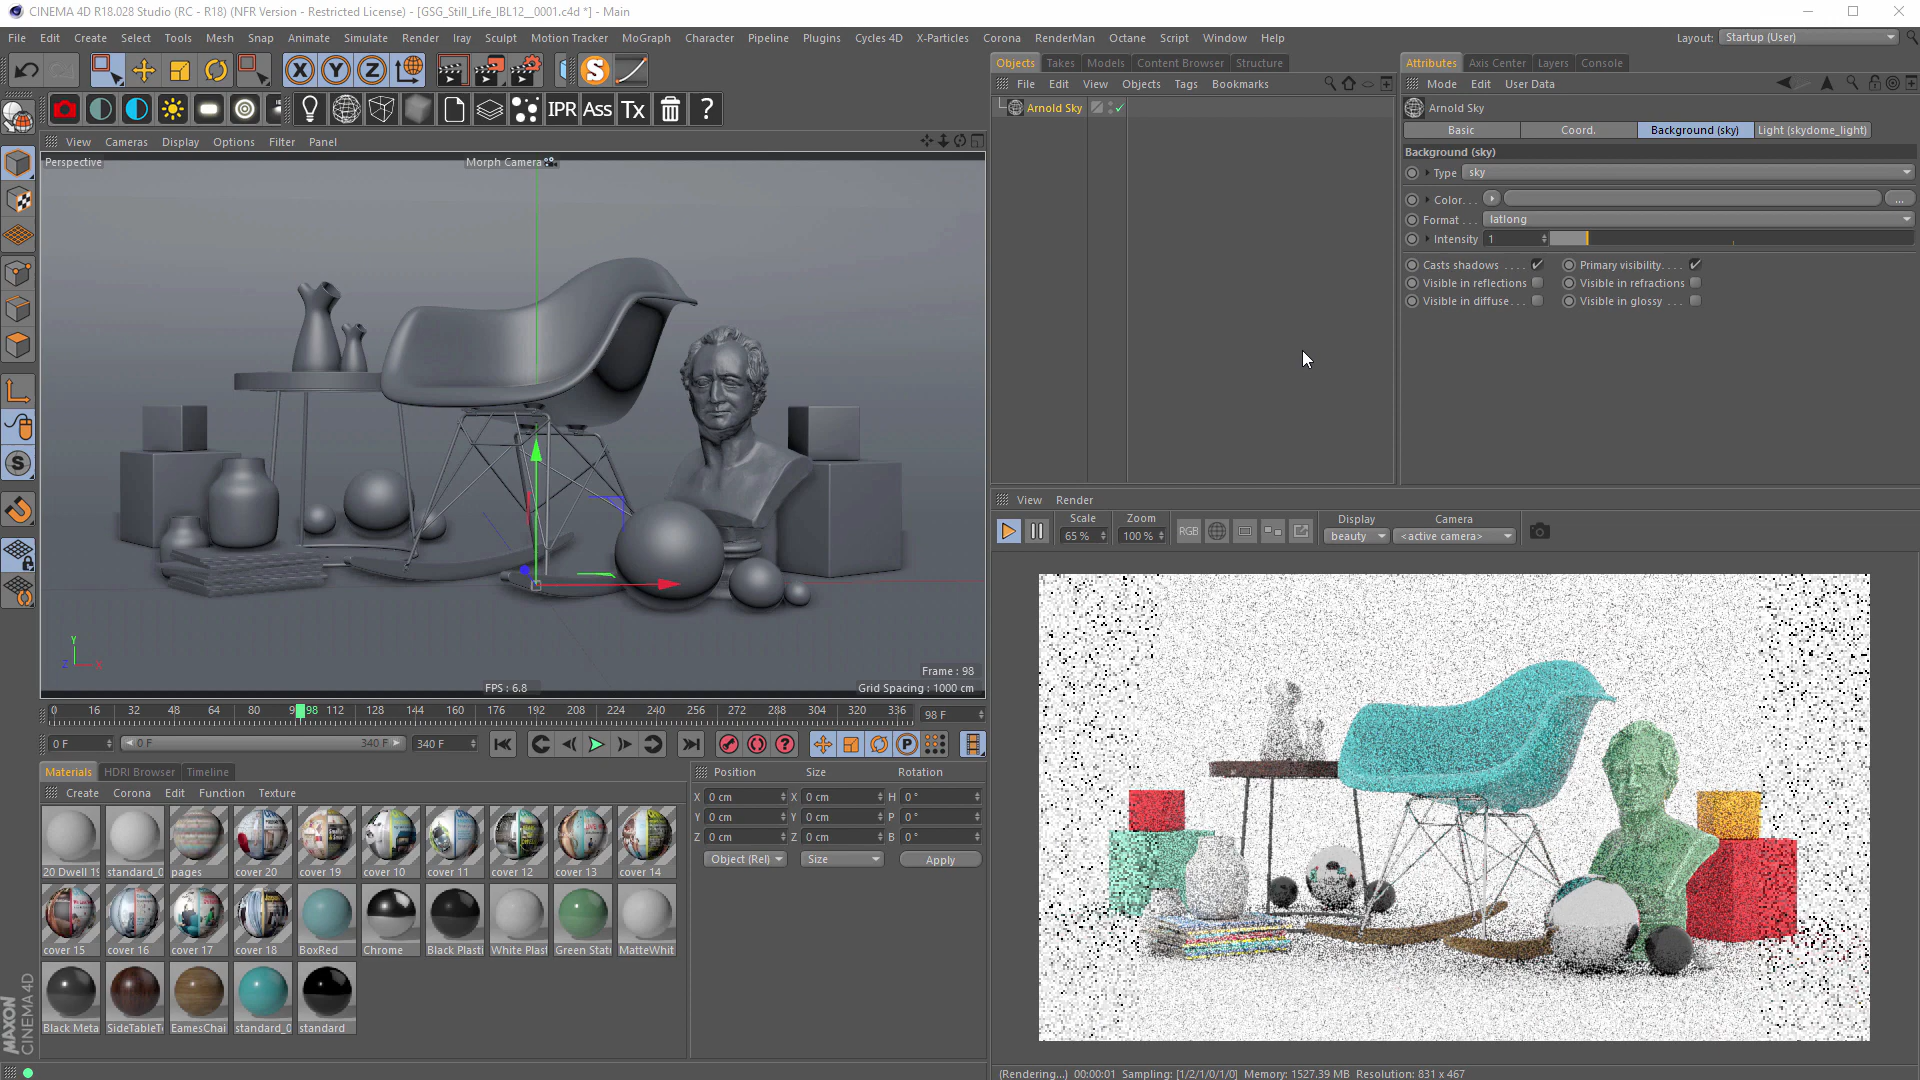 CINEMA 4D R18.028 Studio (RC - R18) (NFR Version - Restricted License) - [GSG_Still_Life_IBL12__0001.c4d *] - Main
File Edit Create Select Tools Mesh Snap Animate Simulate Render Iray Sculpt Motion Tracker MoGraph Character Pipeline Plugins Cycles 4D X-Particles Corona RenderMan Octane Script Window Help
Layout: Startup (User)
X Y Z S
IPR Ass Tx ?
View Cameras Display Options Filter Panel
Perspective
Morph Camera
Y
Z X
Frame : 98
FPS : 6.8
Grid Spacing : 1000 cm
0 16 32 48 64 80 98 112 128 144 160 176 192 208 224 240 256 272 288 304 320 336
98 F
0 F
0 F
340 F
340 F
? P
S
Materials HDRI Browser Timeline
Create Corona Edit Function Texture
20 Dwell 19 standard_0 pages cover 20 cover 19 cover 10 cover 11 cover 12 cover 13 cover 14
cover 15 cover 16 cover 17 cover 18 BoxRed Chrome Black Plasti White Plast Green Statu MatteWhit
Black Meta SideTableTo EamesChai standard_0 standard
MAXON
CINEMA 4D
Position Size Rotation
X 0 cm X 0 cm H 0 °
Y 0 cm Y 0 cm P 0 °
Z 0 cm Z 0 cm B 0 °
Object (Rel) Size Apply
Objects Takes Models Content Browser Structure
File Edit View Objects Tags Bookmarks
Arnold Sky
Attributes Axis Center Layers Console
Mode Edit User Data
Arnold Sky
Basic Coord. Background (sky) Light (skydome_light)
Background (sky)
Type sky
Color. . . ...
Format . . . latlong
Intensity 1
Casts shadows . . . . Primary visibility. . . .
Visible in reflections Visible in refractions
Visible in diffuse. . . Visible in glossy . . .
View Render
Scale Zoom Display Camera
65 % 100 % RGB beauty <active camera>
(Rendering...) 00:00:01 Sampling: [1/2/1/0/1/0] Memory: 1527.39 MB Resolution: 831 x 467